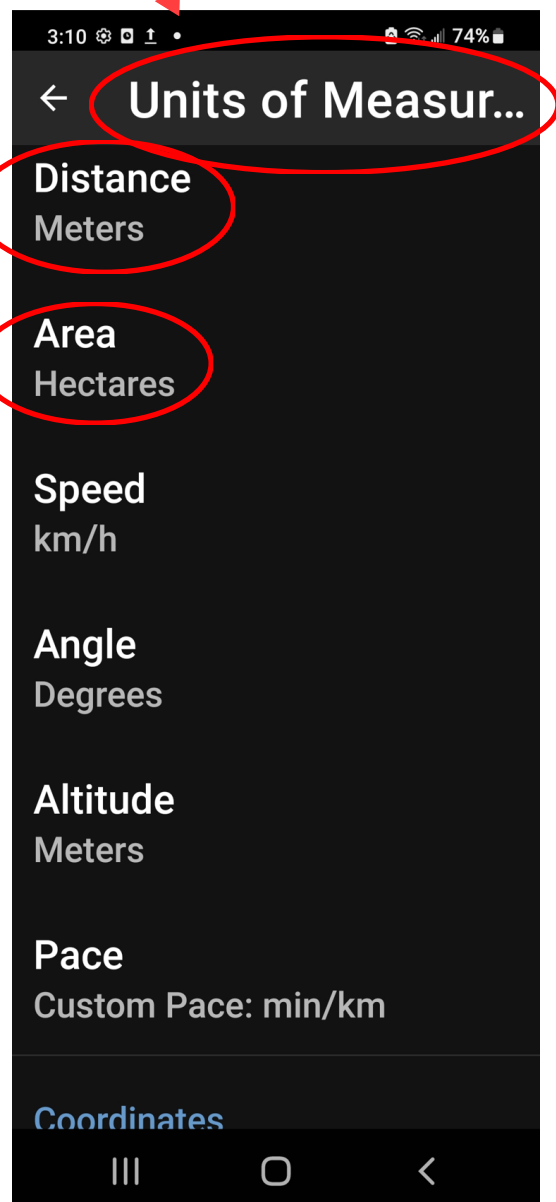 3:10 74%
Units of Measur...
Distance
Meters
Area
Hectares
Speed
km/h
Angle
Degrees
Altitude
Meters
Pace
Custom Pace: min/km
Coordinates